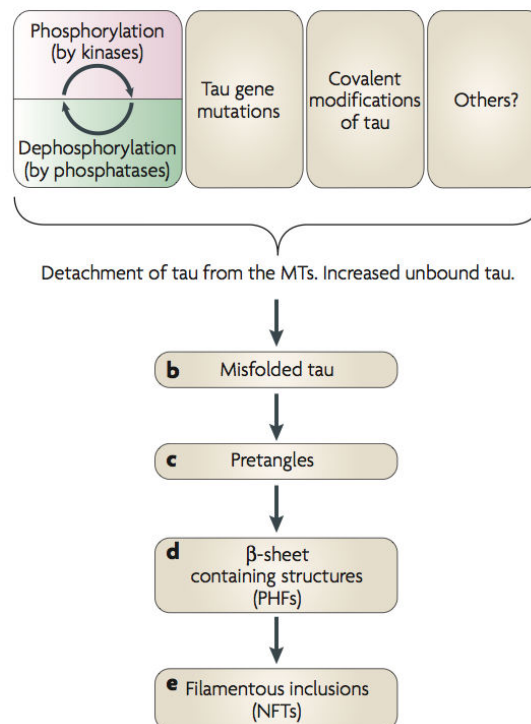 Phosphorylation
(by kinases)
Dephosphorylation
(by phosphatases)
Tau gene
mutations
Covalent
modifications
of tau
Others?
Detachment of tau from the MTs. Increased unbound tau.
b Misfolded tau
c Pretangles
d β-sheet
containing structures
(PHFs)
e Filamentous inclusions
(NFTs)